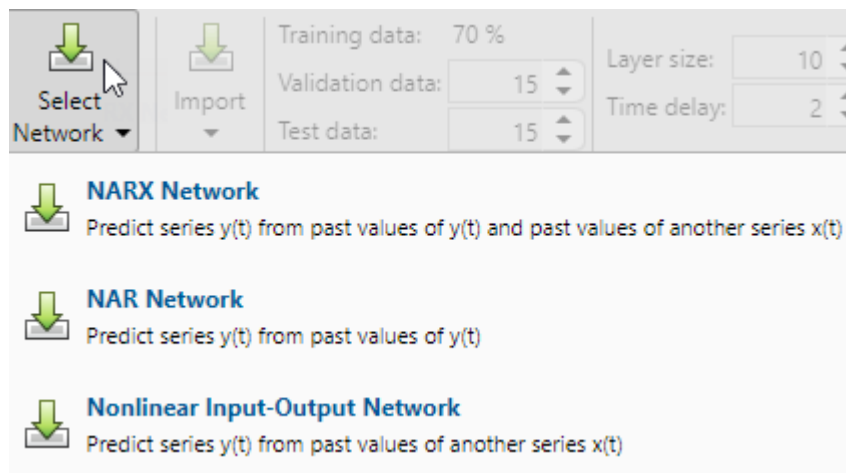 Select
Network
Import
Training data: 70 %
Validation data: 15
Test data: 15
Layer size: 10
Time delay: 2
NARX Network
Predict series y(t) from past values of y(t) and past values of another series x(t)
NAR Network
Predict series y(t) from past values of y(t)
Nonlinear Input-Output Network
Predict series y(t) from past values of another series x(t)